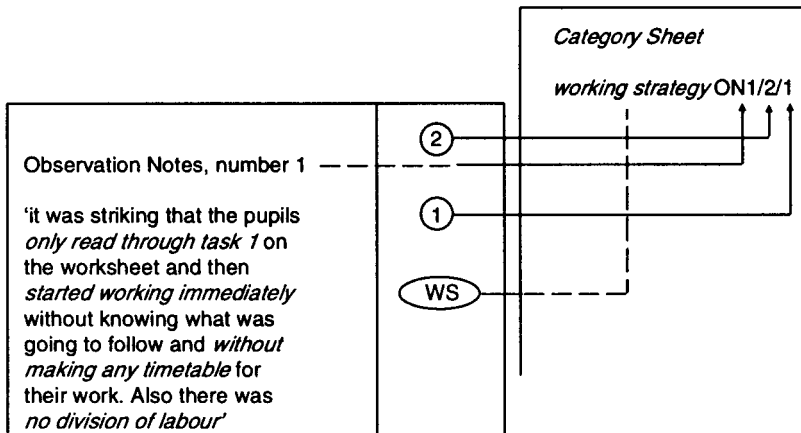 Category Sheet
working strategy ON1/2/1
2
Observation Notes, number 1
1
'it was striking that the pupils
only read through task 1 on
the worksheet and then
started working immediately
without knowing what was
going to follow and without
making any timetable for
their work. Also there was
no division of labour'
WS